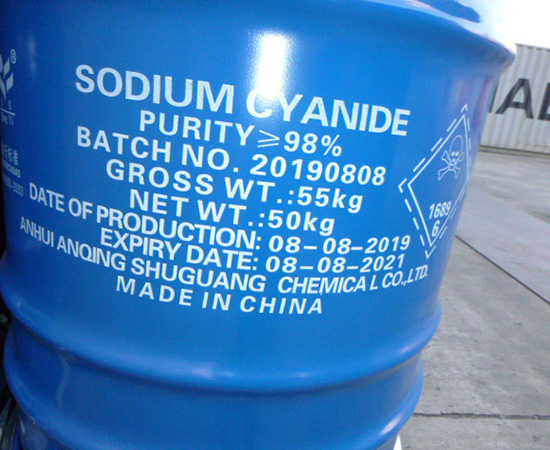 SODIUM CYANIDE
PURITY≥98%
BATCH NO. 20190808
GROSS WT.:55kg
NET WT.:50kg
DATE OF PRODUCTION: 08-08-2019
EXPIRY DATE: 08-08-2021
ANHUI ANQING SHUGUANG CHEMICAL CO.,LTD.
MADE IN CHINA
1689
6